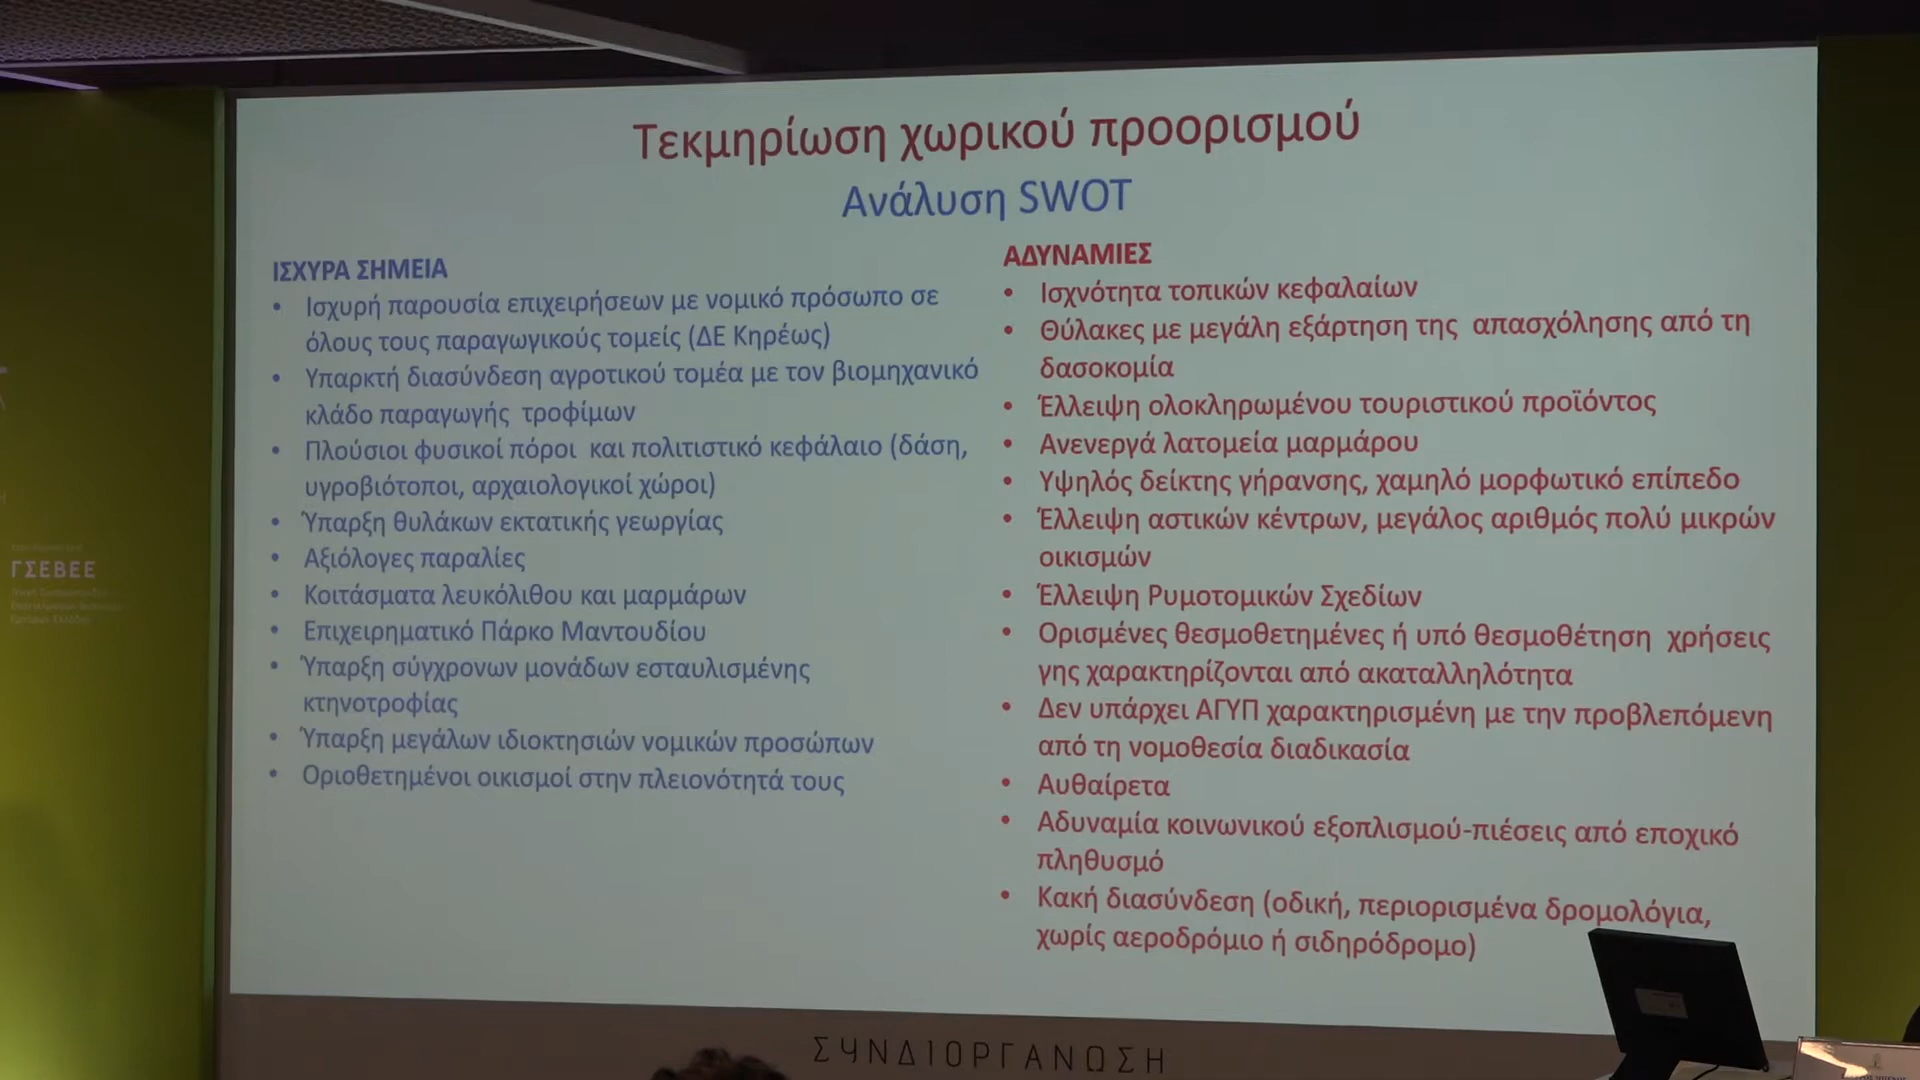 Τεκμηρίωση χωρικού προορισμού
Ανάλυση SWOT
ΙΣΧΥΡΑ ΣΗΜΕΙΑ
• Ισχυρή παρουσία επιχειρήσεων με νομικό πρόσωπο σε
όλους τους παραγωγικούς τομείς (ΔΕ Κηρέως)
• Υπαρκτή διασύνδεση αγροτικού τομέα με τον βιομηχανικό
κλάδο παραγωγής τροφίμων
• Πλούσιοι φυσικοί πόροι και πολιτιστικό κεφάλαιο (δάση,
υγροβιότοποι, αρχαιολογικοί χώροι)
• Ύπαρξη θυλάκων εκτατικής γεωργίας
• Αξιόλογες παραλίες
• Κοιτάσματα λευκόλιθου και μαρμάρων
• Επιχειρηματικό Πάρκο Μαντουδίου
• Ύπαρξη σύγχρονων μονάδων εσταυλισμένης
κτηνοτροφίας
• Ύπαρξη μεγάλων ιδιοκτησιών νομικών προσώπων
• Οριοθετημένοι οικισμοί στην πλειονότητά τους
ΑΔΥΝΑΜΙΕΣ
• Ισχνότητα τοπικών κεφαλαίων
• Θύλακες με μεγάλη εξάρτηση της απασχόλησης από τη
δασοκομία
• Έλλειψη ολοκληρωμένου τουριστικού προϊόντος
• Ανενεργά λατομεία μαρμάρου
• Υψηλός δείκτης γήρανσης, χαμηλό μορφωτικό επίπεδο
• Έλλειψη αστικών κέντρων, μεγάλος αριθμός πολύ μικρών
οικισμών
• Έλλειψη Ρυμοτομικών Σχεδίων
• Ορισμένες θεσμοθετημένες ή υπό θεσμοθέτηση χρήσεις
γης χαρακτηρίζονται από ακαταλληλότητα
• Δεν υπάρχει ΑΓΥΠ χαρακτηρισμένη με την προβλεπόμενη
από τη νομοθεσία διαδικασία
• Αυθαίρετα
• Αδυναμία κοινωνικού εξοπλισμού-πιέσεις από εποχικό
πληθυσμό
• Κακή διασύνδεση (οδική, περιορισμένα δρομολόγια,
χωρίς αεροδρόμιο ή σιδηρόδρομο)
ΓΣΕΒΕΕ
ΣΥΝΔΙΟΡΓΑΝΩΣΗ